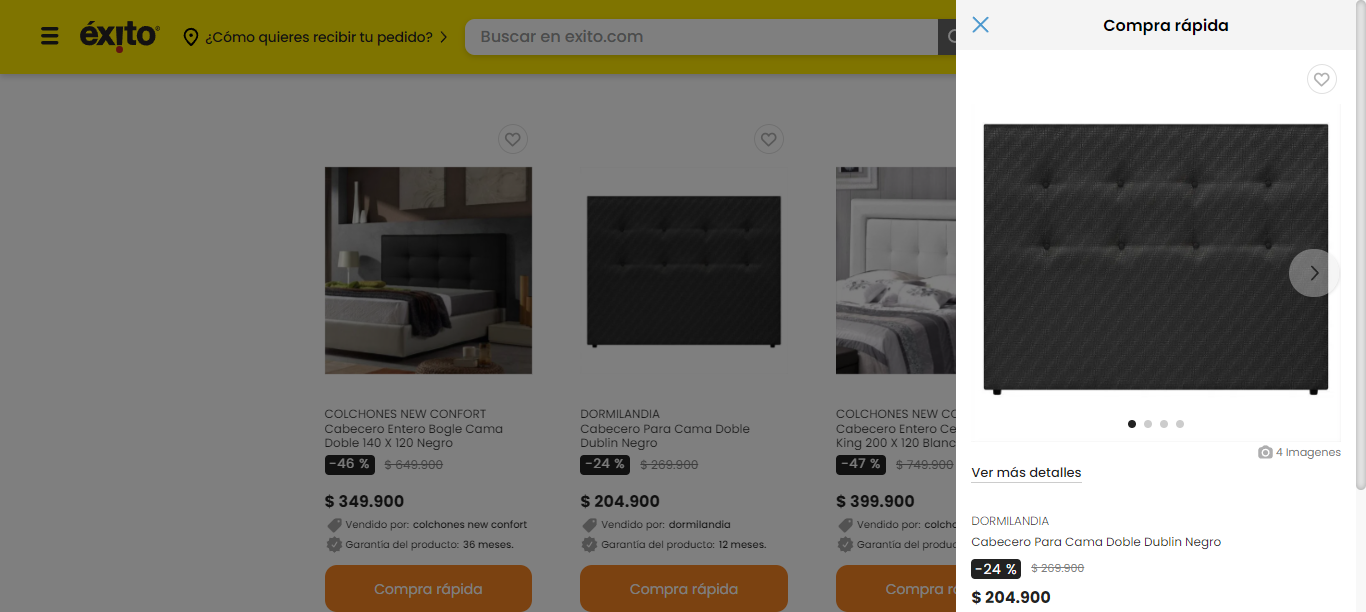 éxito
¿Cómo quieres recibir tu pedido?
Buscar en exito.com
COLCHONES NEW CONFORT
Cabecero Entero Bogle Cama
Doble 140 X 120 Negro
-46 % $ 649.900
$ 349.900
Vendido por: colchones new confort
Garantía del producto: 36 meses.
Compra rápida
DORMILANDIA
Cabecero Para Cama Doble
Dublin Negro
-24 % $ 269.900
$ 204.900
Vendido por: dormilandia
Garantía del producto: 12 meses.
Compra rápida
COLCHONES NEW CO
Cabecero Entero Ce
King 200 X 120 Blanc
-47 % $ 749.900
$ 399.900
Vendido por: colcho
Garantía del produc
Compra r
Compra rápida
4 Imagenes
Ver más detalles
DORMILANDIA
Cabecero Para Cama Doble Dublin Negro
-24 % $ 269.900
$ 204.900